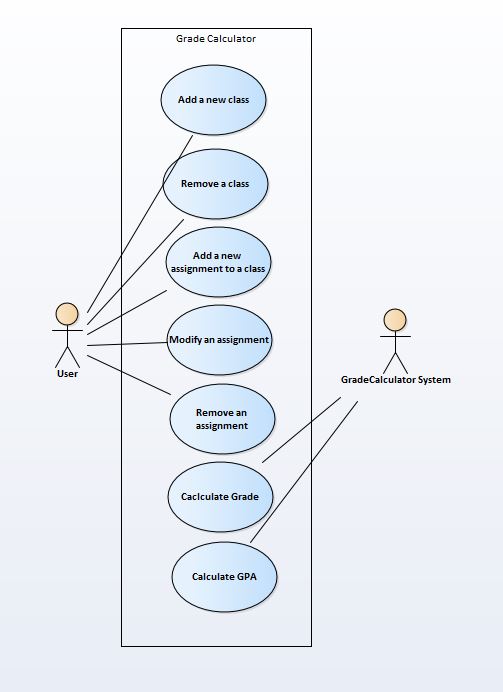 Grade Calculator
Add a new class
Remove a class
Add a new
assignment to a class
Modify an assignment
Remove an
assignment
Caclculate Grade
Calculate GPA
User
GradeCalculator System